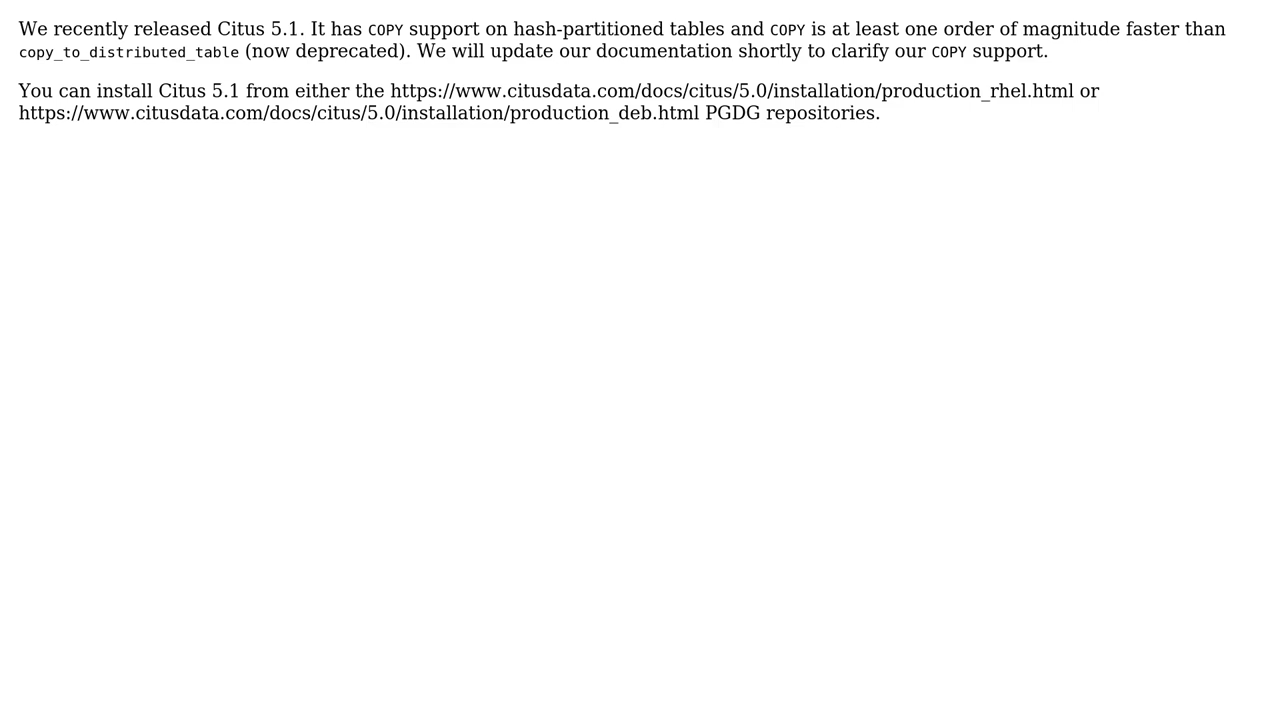 We recently released Citus 5.1. It has COPY support on hash-partitioned tables and COPY is at least one order of magnitude faster than
copy_to_distributed_table (now deprecated). We will update our documentation shortly to clarify our COPY support.
You can install Citus 5.1 from either the https://www.citusdata.com/docs/citus/5.0/installation/production_rhel.html or
https://www.citusdata.com/docs/citus/5.0/installation/production_deb.html PGDG repositories.